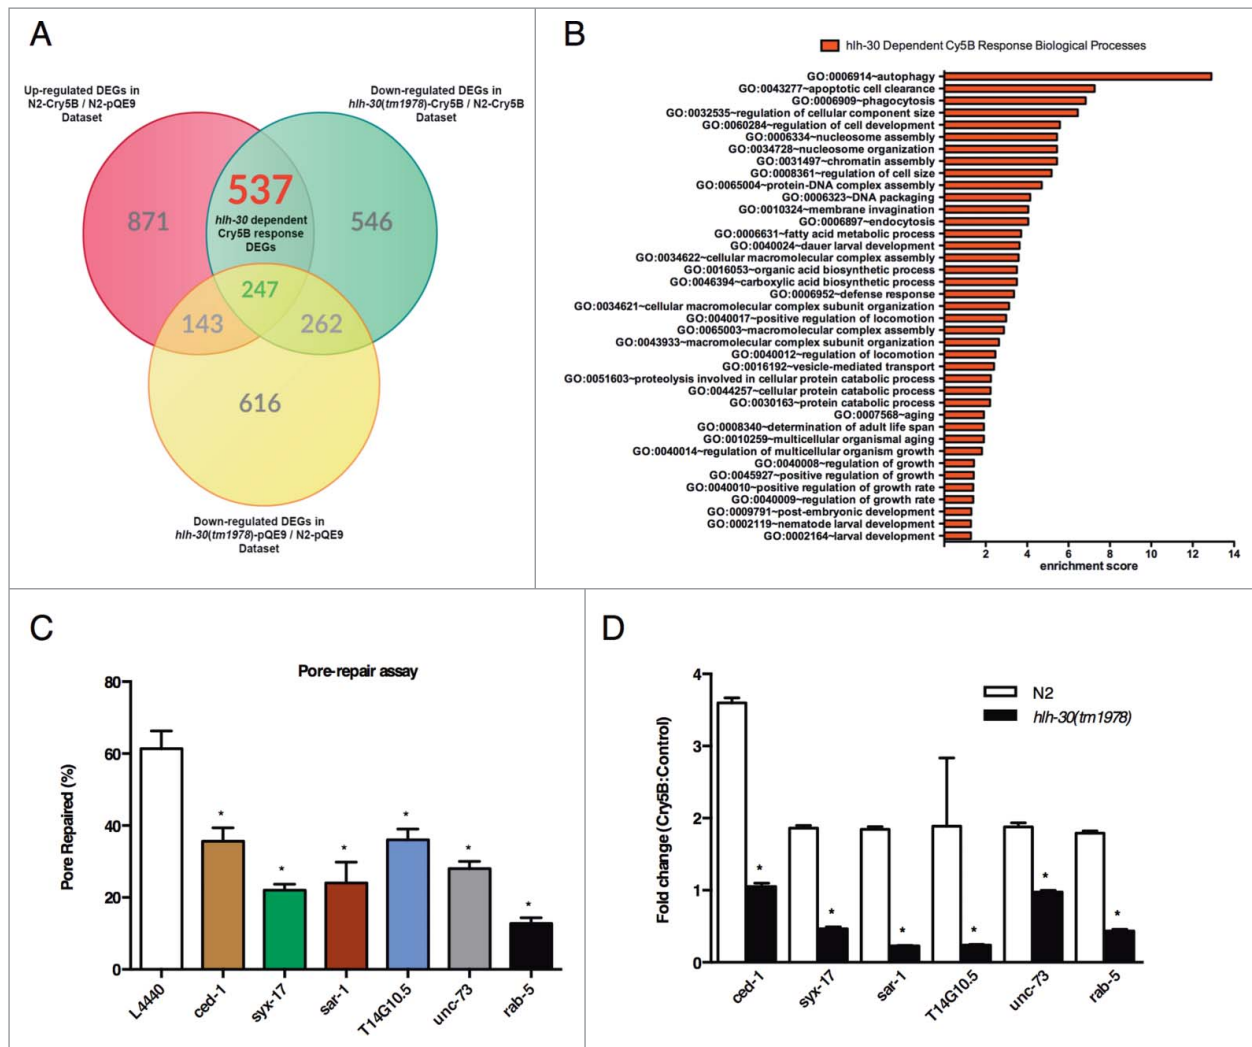 A
Up-regulated DEGs in
N2-Cry5B / N2-pQE9
Dataset
Down-regulated DEGs in
hlh-30(tm1978)-Cry5B / N2-Cry5B
Dataset
871
537
hlh-30 dependent
Cry5B response
DEGs
546
247
143
262
616
Down-regulated DEGs in
hlh-30(tm1978)-pQE9 / N2-pQE9
Dataset
B
hlh-30 Dependent Cy5B Response Biological Processes
GO:0006914~autophagy
GO:0043277~apoptotic cell clearance
GO:0006909~phagocytosis
GO:0032535~regulation of cellular component size
GO:0060284~regulation of cell development
GO:0006334~nucleosome assembly
GO:0034728~nucleosome organization
GO:0031497~chromatin assembly
GO:0008361~regulation of cell size
GO:0065004~protein-DNA complex assembly
GO:0006323~DNA packaging
GO:0010324~membrane invagination
GO:0006897~endocytosis
GO:0006631~fatty acid metabolic process
GO:0040024~dauer larval development
GO:0034622~cellular macromolecular complex assembly
GO:0016053~organic acid biosynthetic process
GO:0046394~carboxylic acid biosynthetic process
GO:0006952~defense response
GO:0034621~cellular macromolecular complex subunit organization
GO:0040017~positive regulation of locomotion
GO:0065003~macromolecular complex assembly
GO:0043933~macromolecular complex subunit organization
GO:0040012~regulation of locomotion
GO:0016192~vesicle-mediated transport
GO:0051603~proteolysis involved in cellular protein catabolic process
GO:0044257~cellular protein catabolic process
GO:0030163~protein catabolic process
GO:0007568~aging
GO:0008340~determination of adult life span
GO:0010259~multicellular organismal aging
GO:0040014~regulation of multicellular organism growth
GO:0040008~regulation of growth
GO:0045927~positive regulation of growth
GO:0040010~positive regulation of growth rate
GO:0040009~regulation of growth rate
GO:0009791~post-embryonic development
GO:0002119~nematode larval development
GO:0002164~larval development
2 4 6 8 10 12 14
enrichment score
C
Pore-repair assay
Pore Repaired (%)
80
60
40
20
0
* * * * * *
L4440 ced-1 syx-17 sar-1 T14G10.5 unc-73 rab-5
D
N2
hlh-30(tm1978)
Fold change (Cry5B:Control)
4
3
2
1
0
* * * * * *
ced-1 syx-17 sar-1 T14G10.5 unc-73 rab-5